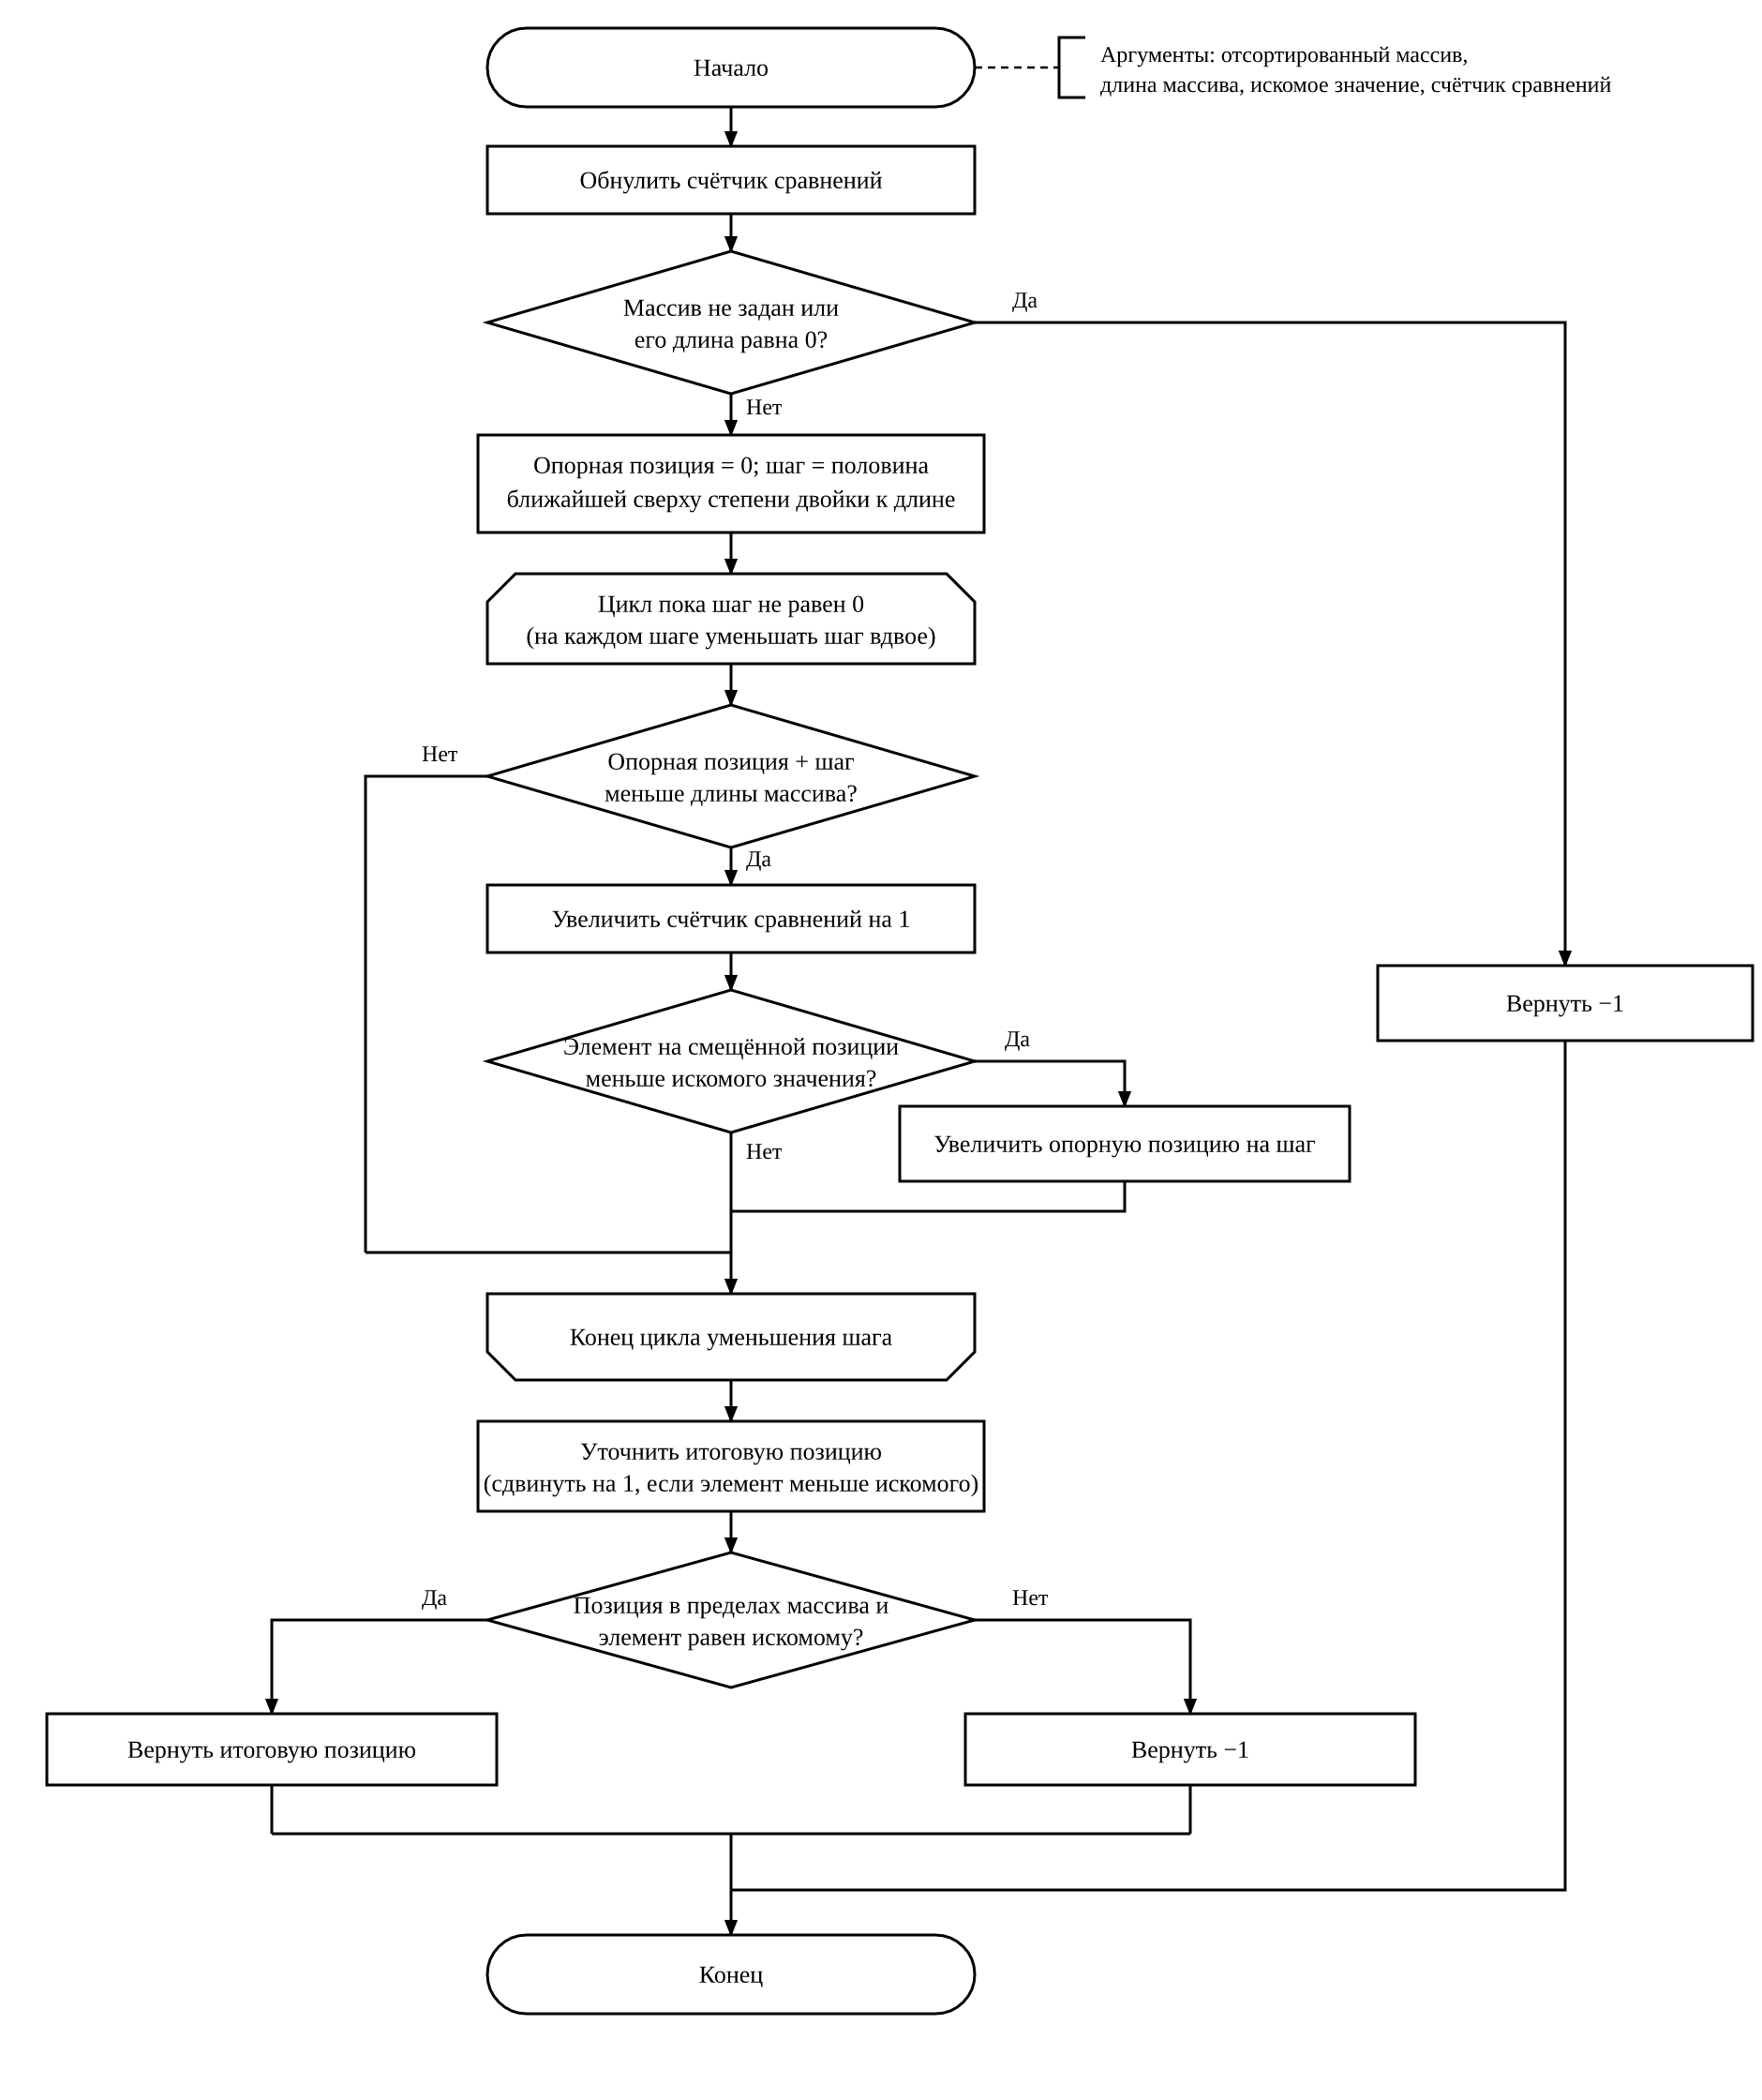 Начало
Аргументы: отсортированный массив,
длина массива, искомое значение, счётчик сравнений
Обнулить счётчик сравнений
Массив не задан или
его длина равна 0?
Да
Нет
Опорная позиция = 0; шаг = половина
ближайшей сверху степени двойки к длине
Цикл пока шаг не равен 0
(на каждом шаге уменьшать шаг вдвое)
Нет
Опорная позиция + шаг
меньше длины массива?
Да
Увеличить счётчик сравнений на 1
Вернуть −1
Элемент на смещённой позиции
меньше искомого значения?
Да
Нет
Увеличить опорную позицию на шаг
Конец цикла уменьшения шага
Уточнить итоговую позицию
(сдвинуть на 1, если элемент меньше искомого)
Да
Позиция в пределах массива и
элемент равен искомому?
Нет
Вернуть итоговую позицию
Вернуть −1
Конец